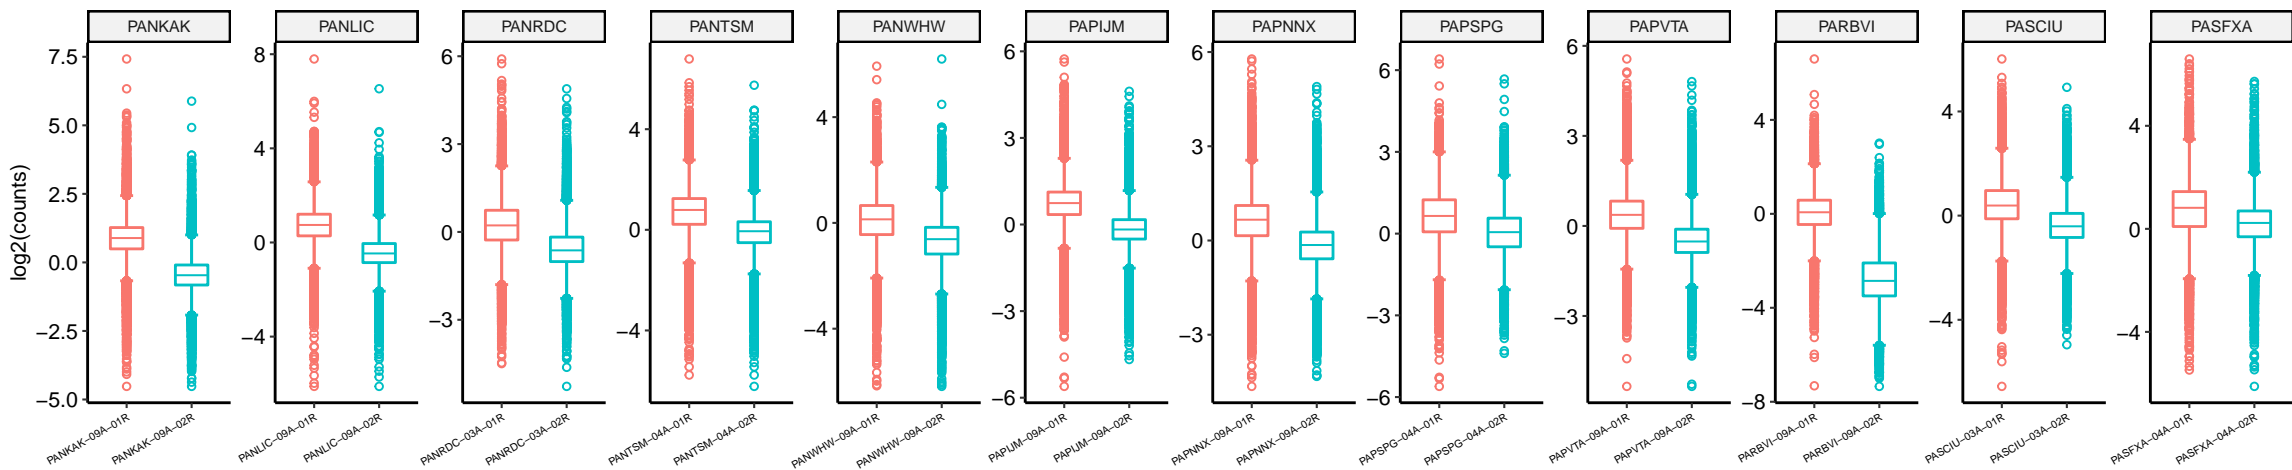 PANKAK
PANLIC
PANRDC
PANTSM
PANWHW
PAPIJM
PAPNNX
PAPSPG
PAPVTA
PARBVI
PASCIU
PASFXA
log2(counts)
7.5
5.0
2.5
0.0
−2.5
−5.0
8
4
0
−4
6
3
0
−3
4
0
−4
4
0
−4
6
3
0
−3
−6
6
3
0
−3
6
3
0
−3
−6
6
3
0
−3
4
0
−4
−8
4
0
−4
4
0
−4
PANKAK−09A−01R
PANKAK−09A−02R
PANLIC−09A−01R
PANLIC−09A−02R
PANRDC−03A−01R
PANRDC−03A−02R
PANTSM−04A−01R
PANTSM−04A−02R
PANWHW−09A−01R
PANWHW−09A−02R
PAPIJM−09A−01R
PAPIJM−09A−02R
PAPNNX−09A−01R
PAPNNX−09A−02R
PAPSPG−04A−01R
PAPSPG−04A−02R
PAPVTA−09A−01R
PAPVTA−09A−02R
PARBVI−09A−01R
PARBVI−09A−02R
PASCIU−03A−01R
PASCIU−03A−02R
PASFXA−04A−01R
PASFXA−04A−02R